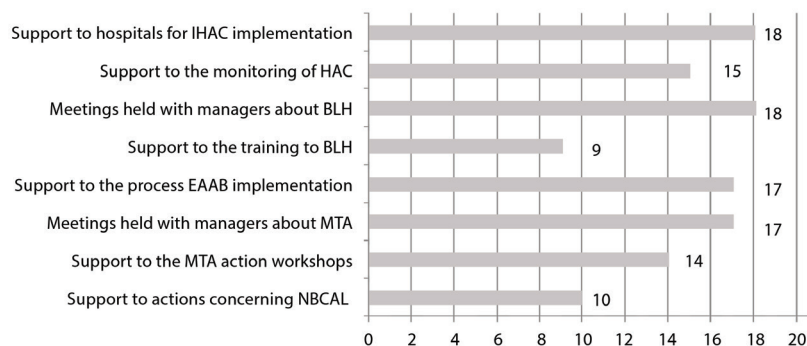 Support to hospitals for IHAC implementation 18
Support to the monitoring of HAC 15
Meetings held with managers about BLH 18
Support to the training to BLH 9
Support to the process EAAB implementation 17
Meetings held with managers about MTA 17
Support to the MTA action workshops 14
Support to actions concerning NBCAL 10
0 2 4 6 8 10 12 14 16 18 20